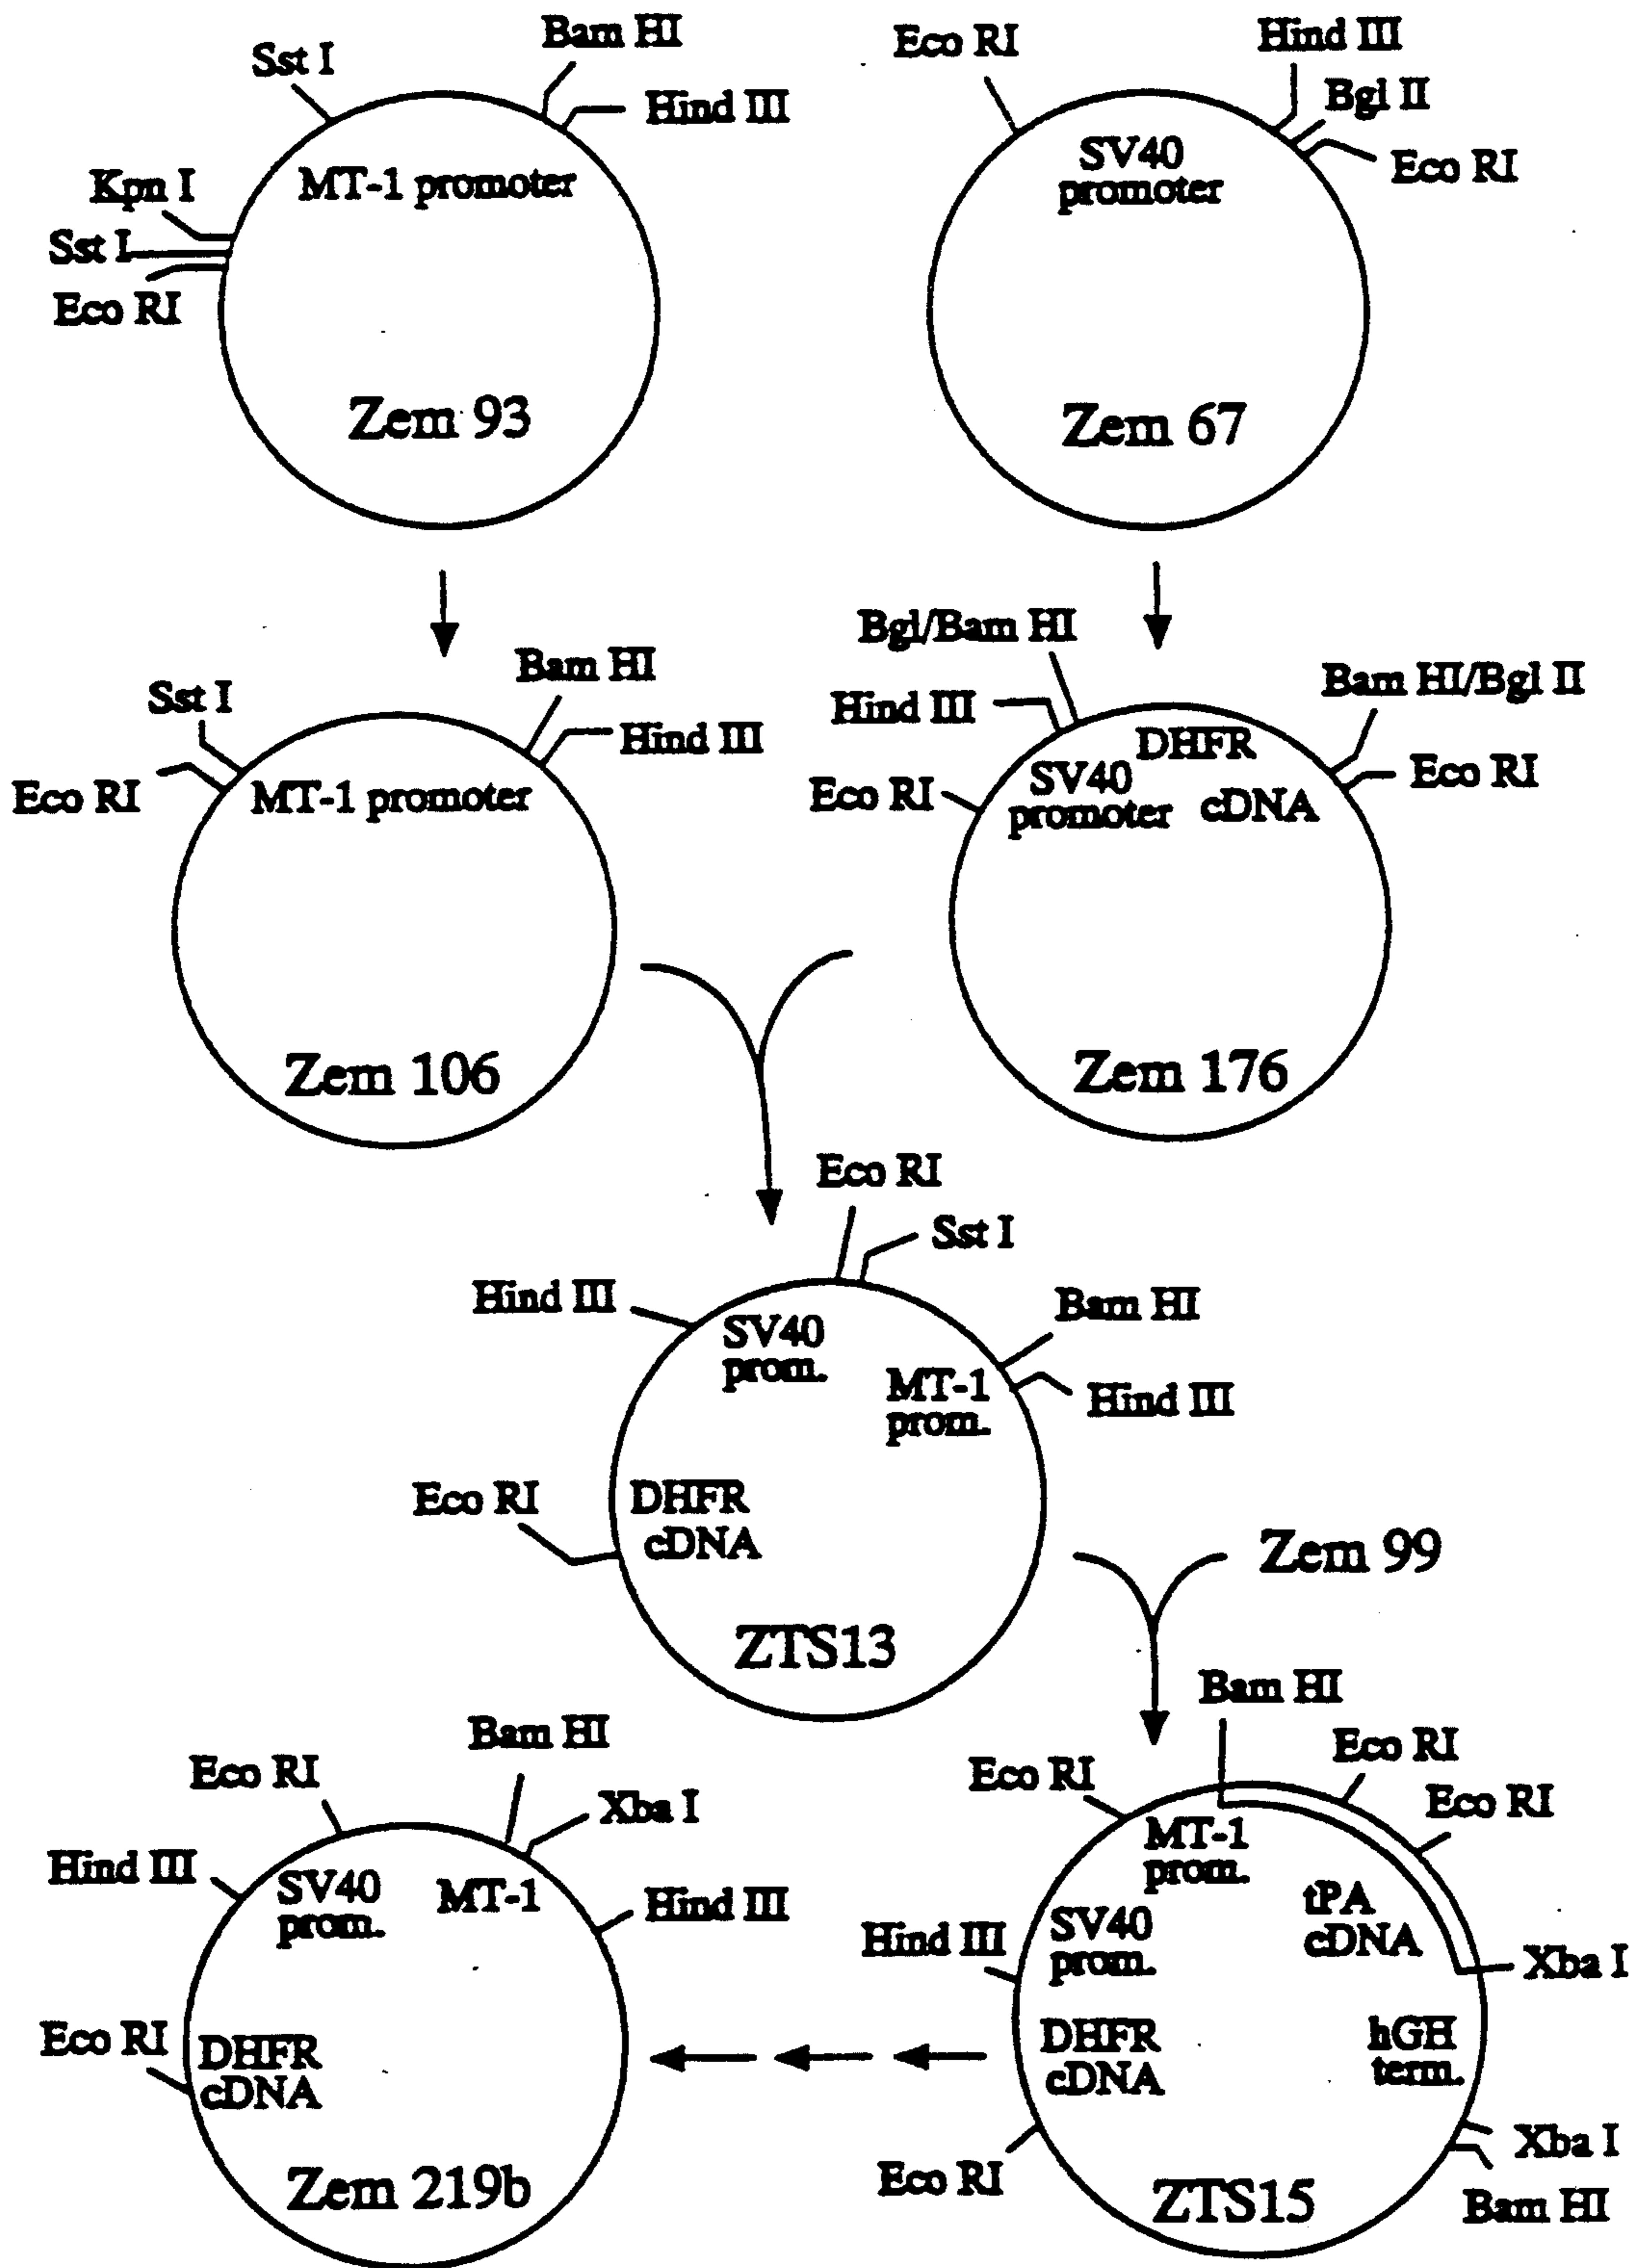 Sst I
Bam HI
Hind III
Kpn I
Sst I
Eco RI
MT-1 promoter
Zem 93
Eco RI
Hind III
Bgl II
Eco RI
SV40
promoter
Zem 67
Sst I
Bam HI
Hind III
Eco RI
MT-1 promoter
Zem 106
Bgl/Bam HI
Bam HI/Bgl II
Hind III
Eco RI
Eco RI
DHFR
SV40
promoter
cDNA
Zem 176
Eco RI
Sst I
Hind III
Bam HI
Hind III
SV40
prom.
MT-1
prom.
Eco RI
DHFR
cDNA
ZTS13
Zem 99
Bam HI
Eco RI
Eco RI
Eco RI
MT-1
prom.
tPA
cDNA
Hind III
SV40
prom.
Xba I
DHFR
cDNA
hGH
term.
Xba I
Bam HI
Eco RI
ZTS15
Bam HI
Eco RI
Xba I
Hind III
SV40
prom.
MT-1
Hind III
Eco RI
DHFR
cDNA
Zem 219b